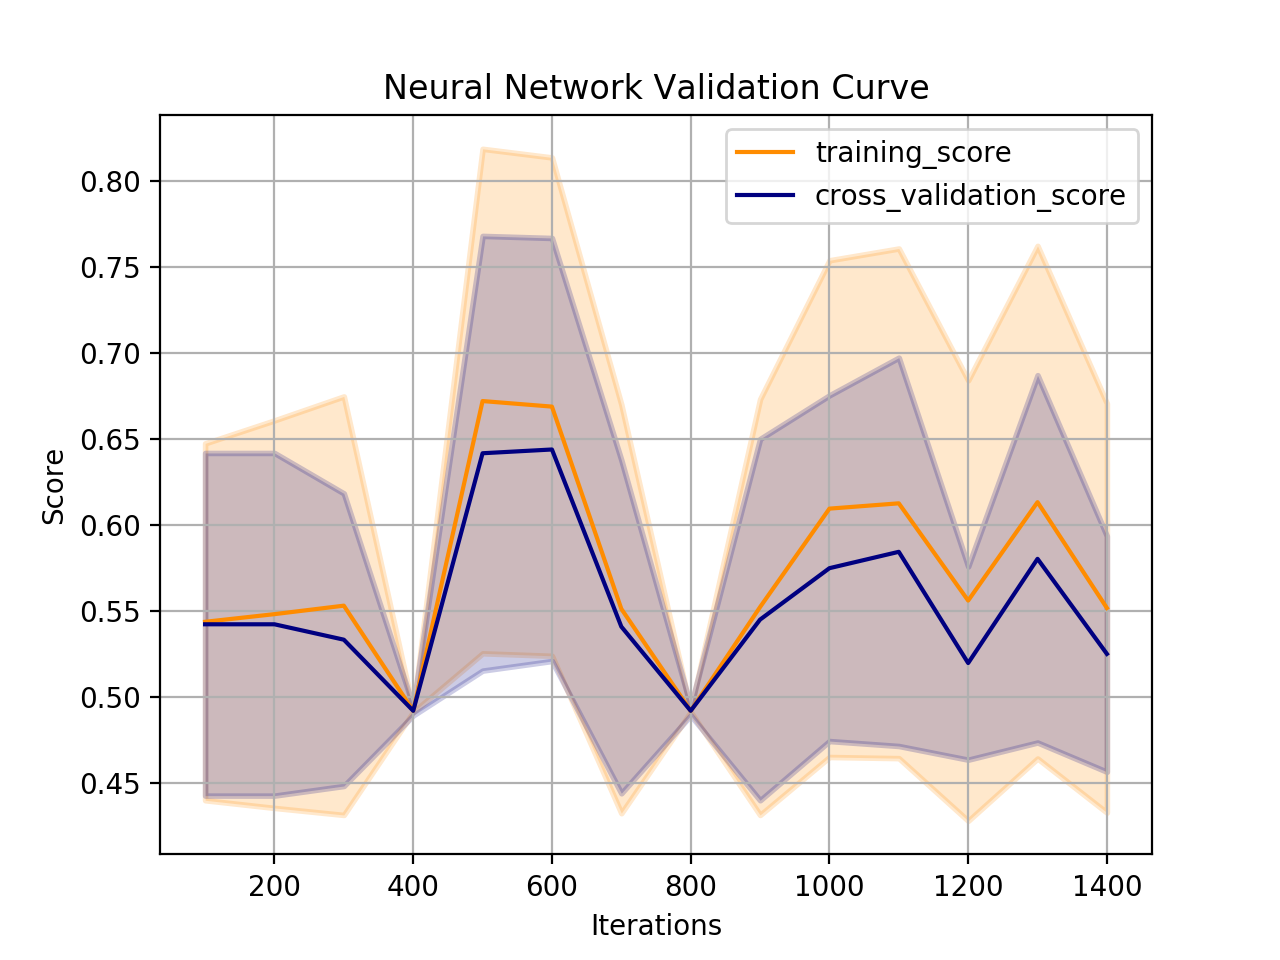 Neural Network Validation Curve
training_score
cross_validation_score
0.80
0.75
0.70
0.65
0.60
0.55
0.50
0.45
Score
200 400 600 800 1000 1200 1400
Iterations